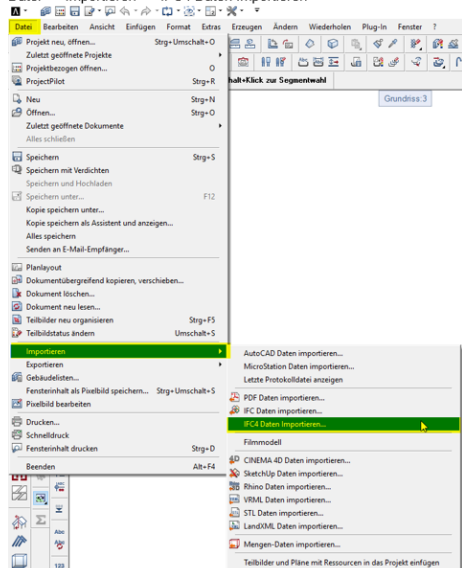 Datei Bearbeiten Ansicht Einfügen Format Extras Erzeugen Ändern Wiederholen Plug-In Fenster ?
Projekt neu, öffnen... Strg+Umschalt+O
Zuletzt geöffnete Projekte
Projektbezogen öffnen... O
ProjectPilot Strg+R
halt+Klick zur Segmentwahl
Neu Strg+N
Grundriss:3
Öffnen... Strg+O
Zuletzt geöffnete Dokumente
Alles schließen
Speichern Strg+S
Speichern mit Verdichten
Speichern und Hochladen
Speichern unter... F12
Kopie speichern unter...
Kopie speichern als Assistent und anzeigen...
Alles speichern
Senden an E-Mail-Empfänger...
Planlayout
Dokumentübergreifend kopieren, verschieben...
Dokument löschen...
Dokument neu lesen...
Teilbilder neu organisieren Strg+F5
Teilbildstatus ändern Umschalt+S
Importieren
Exportieren
Gebäudelisten...
Fensterinhalt als Pixelbild speichern... Strg+Umschalt+S
Pixelbild bearbeiten
Drucken...
Schnelldruck
Fensterinhalt drucken Strg+D
Beenden Alt+F4
AutoCAD Daten importieren...
MicroStation Daten importieren...
Letzte Protokolldatei anzeigen
PDF Daten importieren...
IFC Daten importieren...
IFC4 Daten Importieren...
Filmmodell
CINEMA 4D Daten importieren...
SketchUp Daten importieren...
Rhino Daten importieren...
VRML Daten importieren...
STL Daten importieren...
LandXML Daten importieren...
Mengen-Daten importieren...
Teilbilder und Pläne mit Ressourcen in das Projekt einfügen
Abc
Abc
123